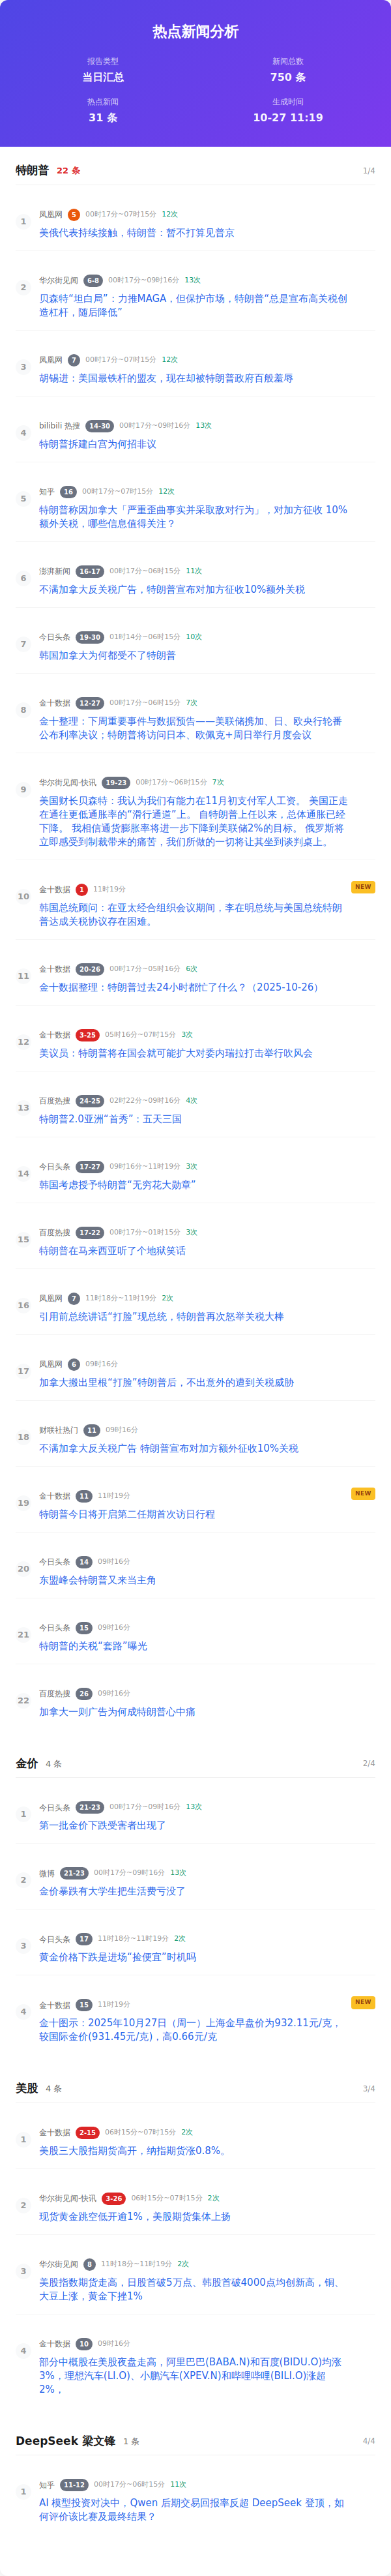 热点新闻分析
报告类型
当日汇总
新闻总数
750 条
热点新闻
31 条
生成时间
10-27 11:19
特朗普 22 条 1/4
1 凤凰网 5 00时17分~07时15分 12次
美俄代表持续接触，特朗普：暂不打算见普京
2 华尔街见闻 6-8 00时17分~09时16分 13次
贝森特“坦白局”：力推MAGA，但保护市场，特朗普“总是宣布高关税创
造杠杆，随后降低”
3 凤凰网 7 00时17分~07时15分 12次
胡锡进：美国最铁杆的盟友，现在却被特朗普政府百般羞辱
4 bilibili 热搜 14-30 00时17分~09时16分 13次
特朗普拆建白宫为何招非议
5 知乎 16 00时17分~07时15分 12次
特朗普称因加拿大「严重歪曲事实并采取敌对行为」，对加方征收 10%
额外关税，哪些信息值得关注？
6 澎湃新闻 16-17 00时17分~06时15分 11次
不满加拿大反关税广告，特朗普宣布对加方征收10%额外关税
7 今日头条 19-30 01时14分~06时15分 10次
韩国加拿大为何都受不了特朗普
8 金十数据 12-27 00时17分~06时15分 7次
金十整理：下周重要事件与数据预告——美联储携加、日、欧央行轮番
公布利率决议；特朗普将访问日本、欧佩克+周日举行月度会议
9 华尔街见闻-快讯 19-23 00时17分~06时15分 7次
美国财长贝森特：我认为我们有能力在11月初支付军人工资。 美国正走
在通往更低通胀率的“滑行通道”上。 自特朗普上任以来，总体通胀已经
下降。 我相信通货膨胀率将进一步下降到美联储2%的目标。 俄罗斯将
立即感受到制裁带来的痛苦，我们所做的一切将让其坐到谈判桌上。
10 金十数据 1 11时19分 NEW
韩国总统顾问：在亚太经合组织会议期间，李在明总统与美国总统特朗
普达成关税协议存在困难。
11 金十数据 20-26 00时17分~05时16分 6次
金十数据整理：特朗普过去24小时都忙了什么？（2025-10-26）
12 金十数据 3-25 05时16分~07时15分 3次
美议员：特朗普将在国会就可能扩大对委内瑞拉打击举行吹风会
13 百度热搜 24-25 02时22分~09时16分 4次
特朗普2.0亚洲“首秀”：五天三国
14 今日头条 17-27 09时16分~11时19分 3次
韩国考虑授予特朗普“无穷花大勋章”
15 百度热搜 17-22 00时17分~01时15分 3次
特朗普在马来西亚听了个地狱笑话
16 凤凰网 7 11时18分~11时19分 2次
引用前总统讲话“打脸”现总统，特朗普再次怒举关税大棒
17 凤凰网 6 09时16分
加拿大搬出里根“打脸”特朗普后，不出意外的遭到关税威胁
18 财联社热门 11 09时16分
不满加拿大反关税广告 特朗普宣布对加方额外征收10%关税
19 金十数据 11 11时19分 NEW
特朗普今日将开启第二任期首次访日行程
20 今日头条 14 09时16分
东盟峰会特朗普又来当主角
21 今日头条 15 09时16分
特朗普的关税“套路”曝光
22 百度热搜 26 09时16分
加拿大一则广告为何成特朗普心中痛
金价 4 条 2/4
1 今日头条 21-23 00时17分~09时16分 13次
第一批金价下跌受害者出现了
2 微博 21-23 00时17分~09时16分 13次
金价暴跌有大学生把生活费亏没了
3 今日头条 17 11时18分~11时19分 2次
黄金价格下跌是进场“捡便宜”时机吗
4 金十数据 15 11时19分 NEW
金十图示：2025年10月27日（周一）上海金早盘价为932.11元/克，
较国际金价(931.45元/克)，高0.66元/克
美股 4 条 3/4
1 金十数据 2-15 06时15分~07时15分 2次
美股三大股指期货高开，纳指期货涨0.8%。
2 华尔街见闻-快讯 3-26 06时15分~07时15分 2次
现货黄金跳空低开逾1%，美股期货集体上扬
3 华尔街见闻 8 11时18分~11时19分 2次
美股指数期货走高，日股首破5万点、韩股首破4000点均创新高，铜、
大豆上涨，黄金下挫1%
4 金十数据 10 09时16分
部分中概股在美股夜盘走高，阿里巴巴(BABA.N)和百度(BIDU.O)均涨
3%，理想汽车(LI.O)、小鹏汽车(XPEV.N)和哔哩哔哩(BILI.O)涨超
2%，
DeepSeek 梁文锋 1 条 4/4
1 知乎 11-12 00时17分~06时15分 11次
AI 模型投资对决中，Qwen 后期交易回报率反超 DeepSeek 登顶，如
何评价该比赛及最终结果？